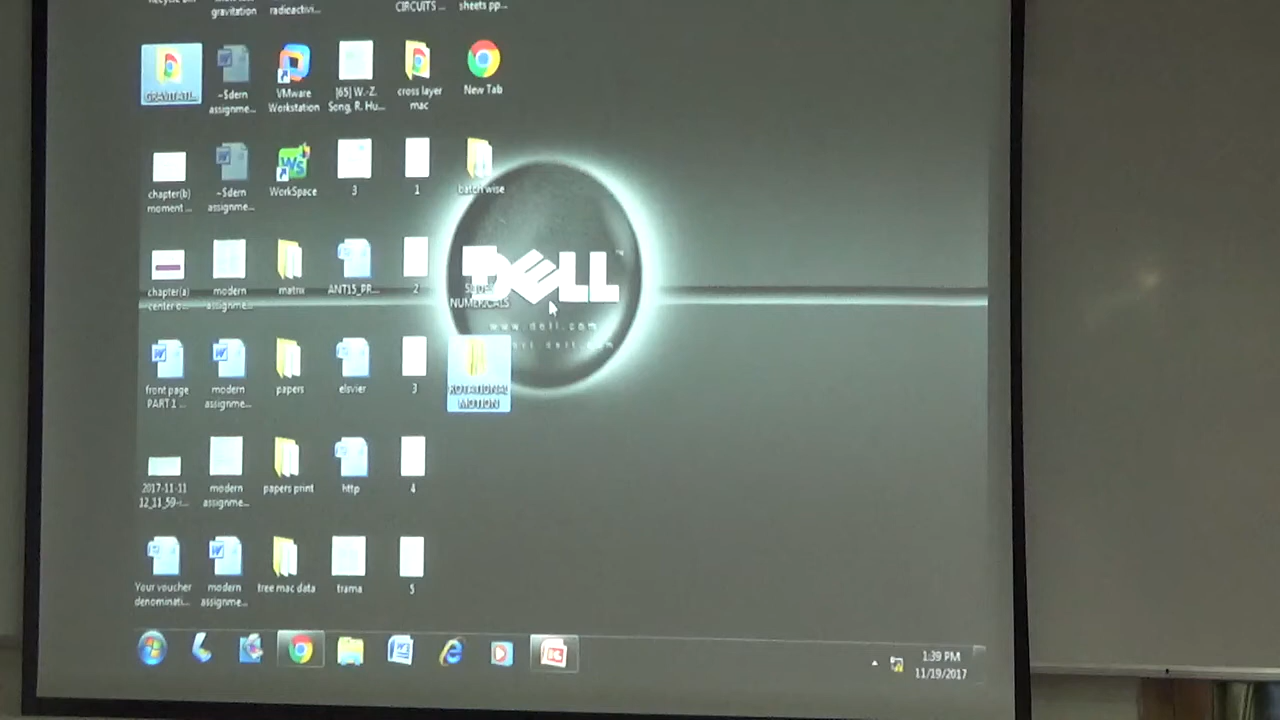 gravitation
radioactivi...
CIRCUITS ...
sheets pp...
GRAVITATI...
~$dern
assignme...
VMware
Workstation
[65] W.-Z.
Song, R. Hu...
cross layer
mac
New Tab
chapter(b)
moment ...
~$dern
assignme...
WorkSpace
3
1
batch wise
chapter(a)
center o...
modern
assignme...
matrix
ANT15_PR...
2
NUMERICALS
DELL
™
www.dell.com
front page
PART 1 ...
modern
assignme...
papers
elsvier
3
ROTATIONAL
MOTION
2017-11-11
12_11_59-...
modern
assignme...
papers print
http
4
Your voucher
denominati...
modern
assignme...
tree mac data
trama
5
1:39 PM
11/19/2017